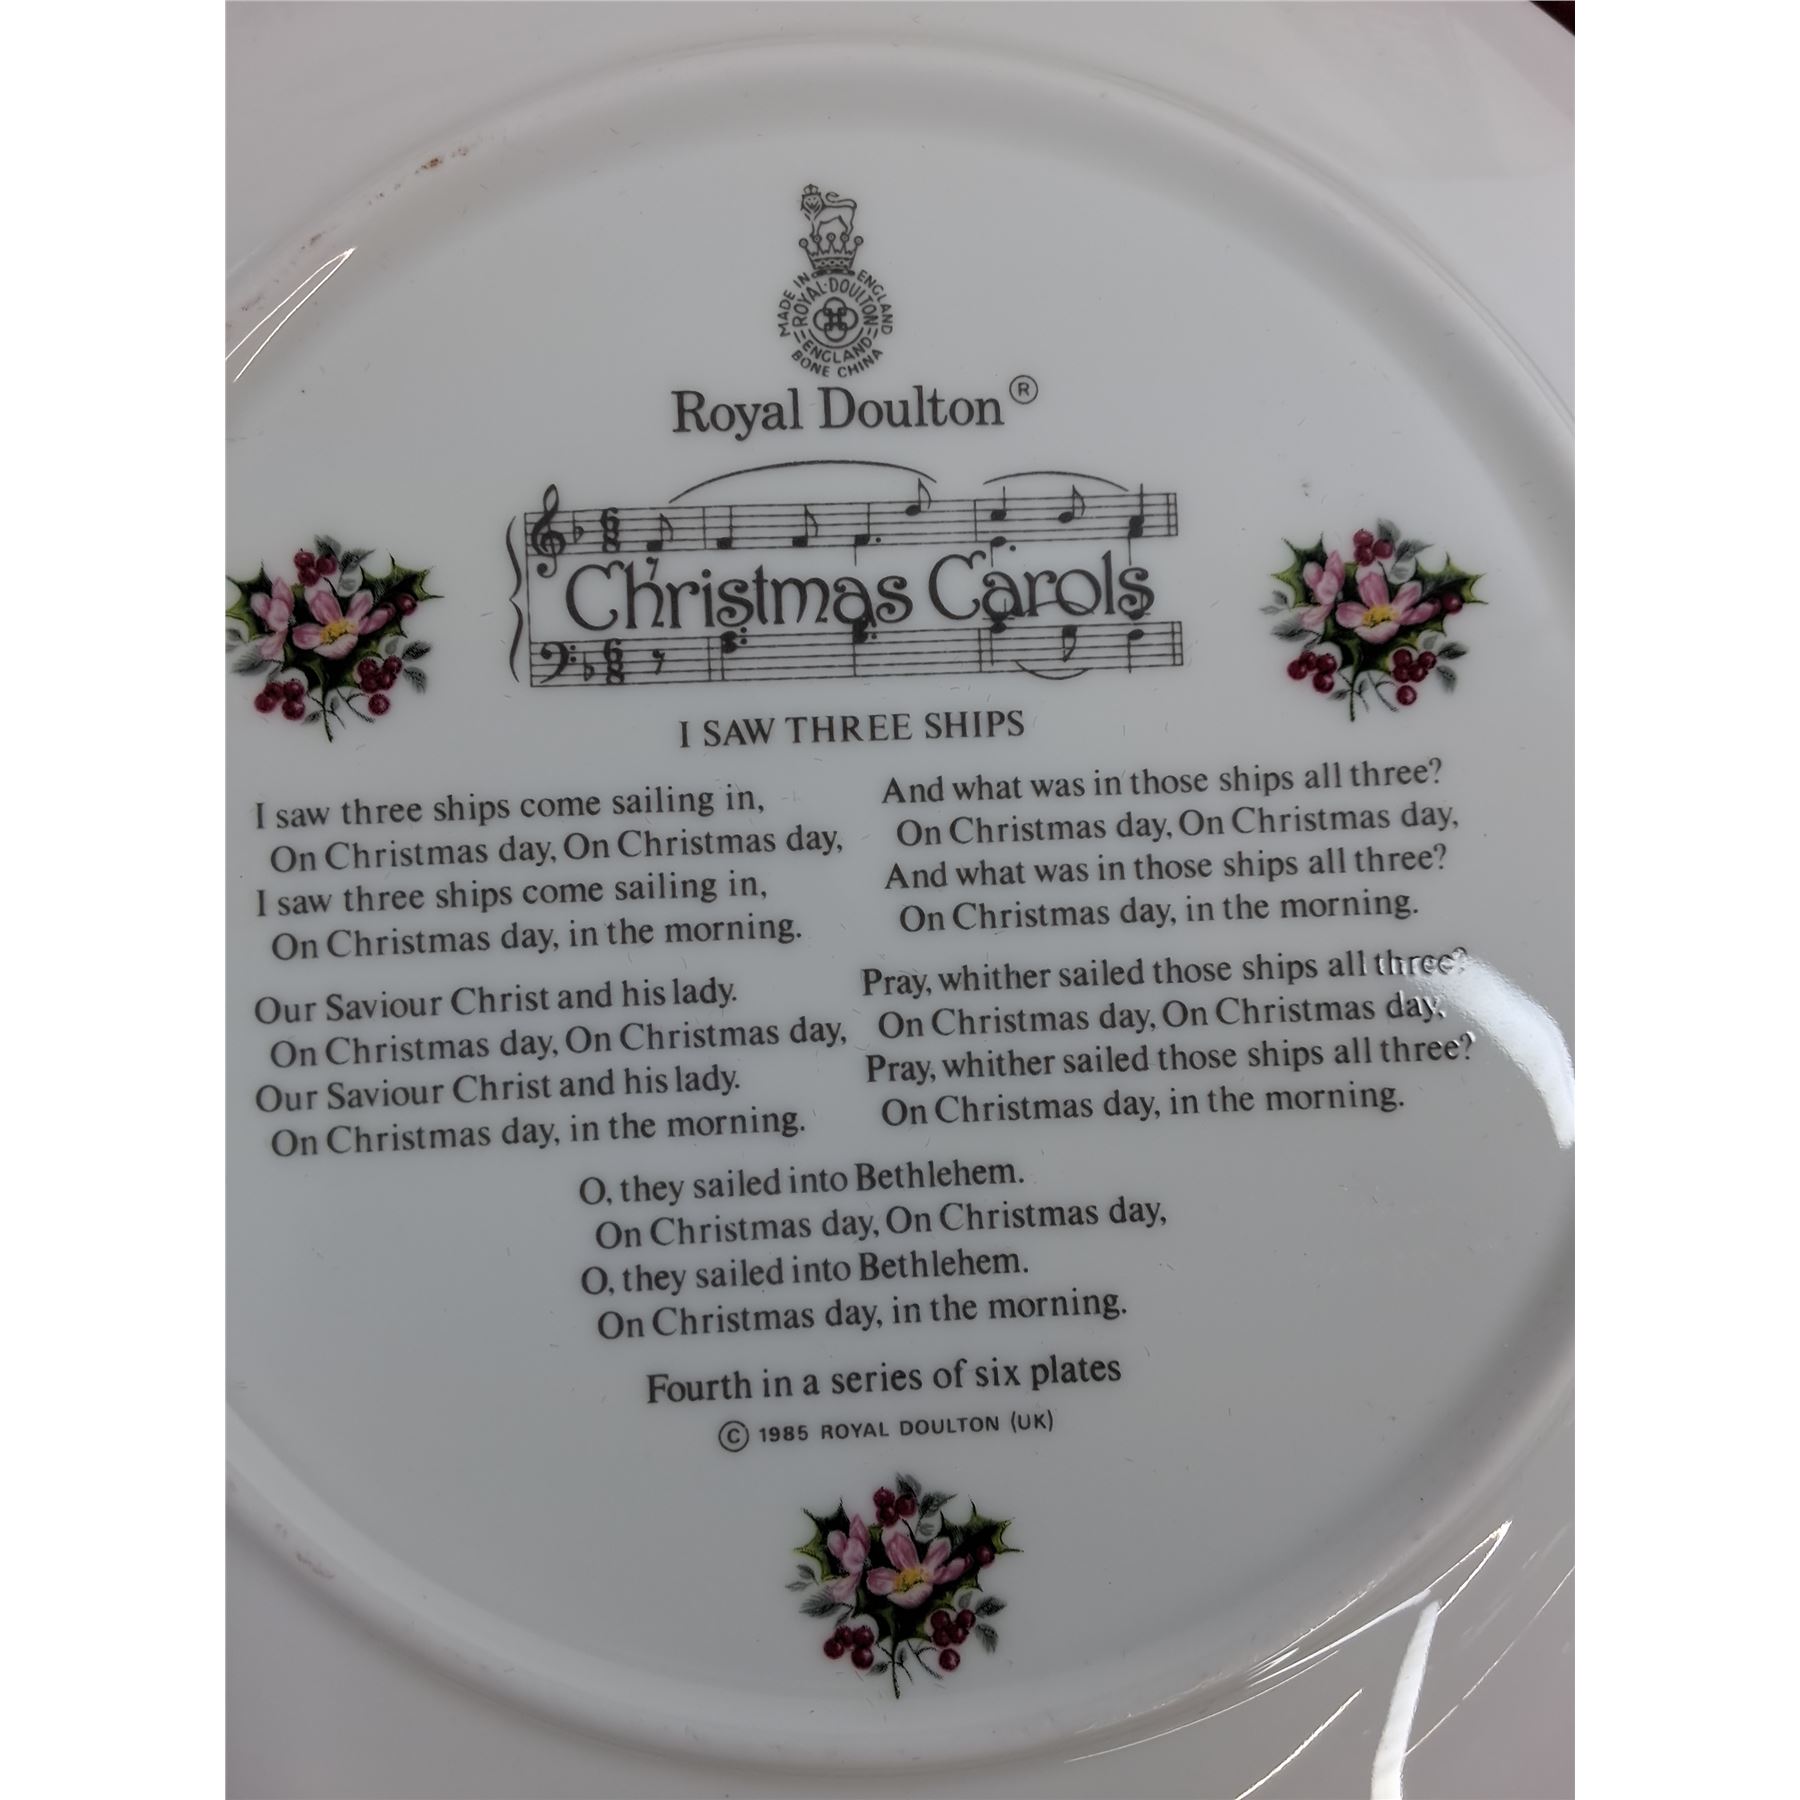 MADE IN ENGLAND
ROYAL·DOULTON
ENGLAND
BONE CHINA
Royal Doulton®
6 8
Christmas Carols
6 8
I SAW THREE SHIPS
I saw three ships come sailing in,
On Christmas day, On Christmas day,
I saw three ships come sailing in,
On Christmas day, in the morning.
Our Saviour Christ and his lady.
On Christmas day, On Christmas day,
Our Saviour Christ and his lady.
On Christmas day, in the morning.
And what was in those ships all three?
On Christmas day, On Christmas day,
And what was in those ships all three?
On Christmas day, in the morning.
Pray, whither sailed those ships all three?
On Christmas day, On Christmas day,
Pray, whither sailed those ships all three?
On Christmas day, in the morning.
O, they sailed into Bethlehem.
On Christmas day, On Christmas day,
O, they sailed into Bethlehem.
On Christmas day, in the morning.
Fourth in a series of six plates
© 1985 ROYAL DOULTON (UK)